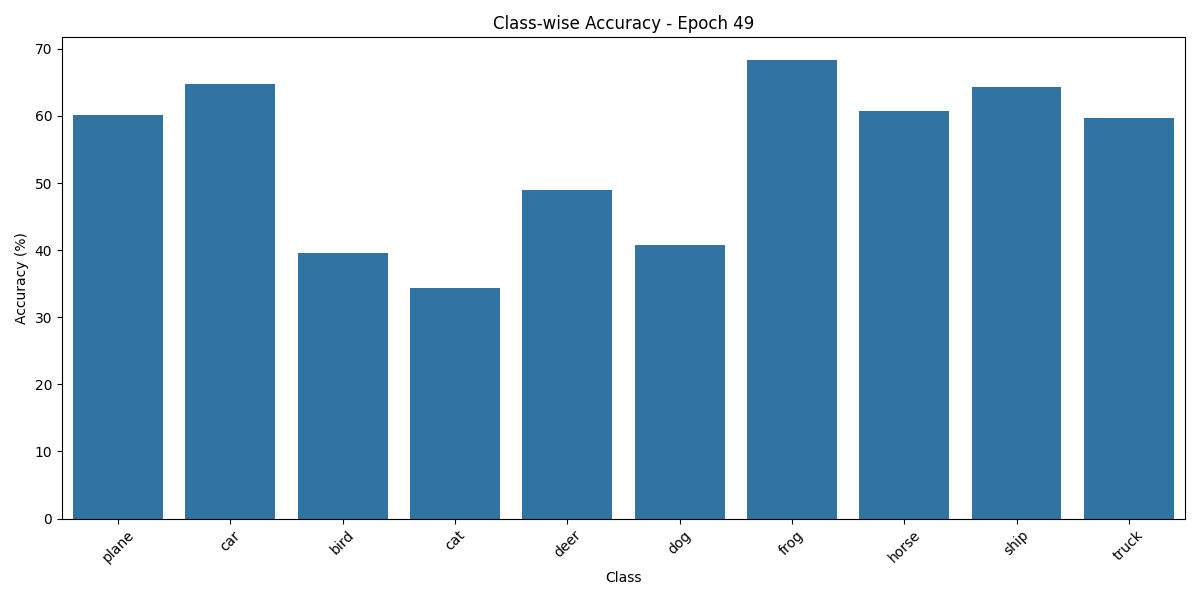 Class-wise Accuracy - Epoch 49
Accuracy (%)
70
60
50
40
30
20
10
0
plane
car
bird
cat
deer
dog
frog
horse
ship
truck
Class